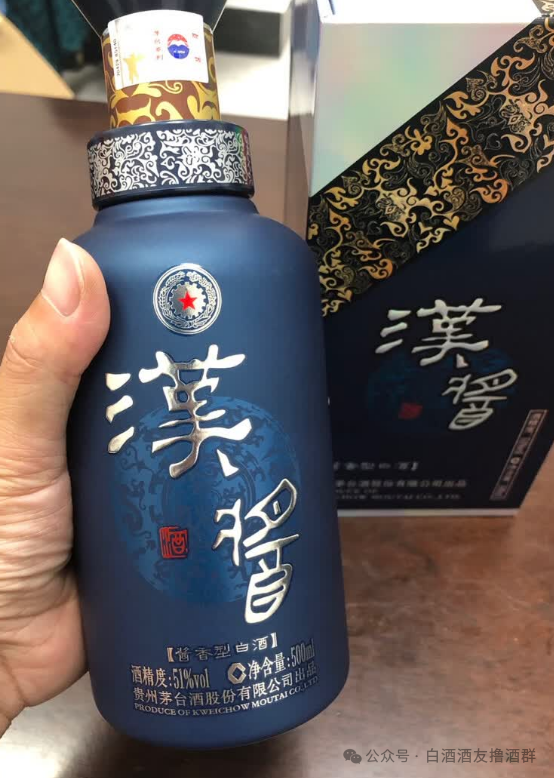 漢
酒
醬
【酱香型白酒】
酒精度:51%vol 净含量:500ml
贵州茅台酒股份有限公司出品
PRODUCE OF KWEICHOW MOUTAI CO., LTD.
漢
醬
公众号 · 白酒酒友撸酒群